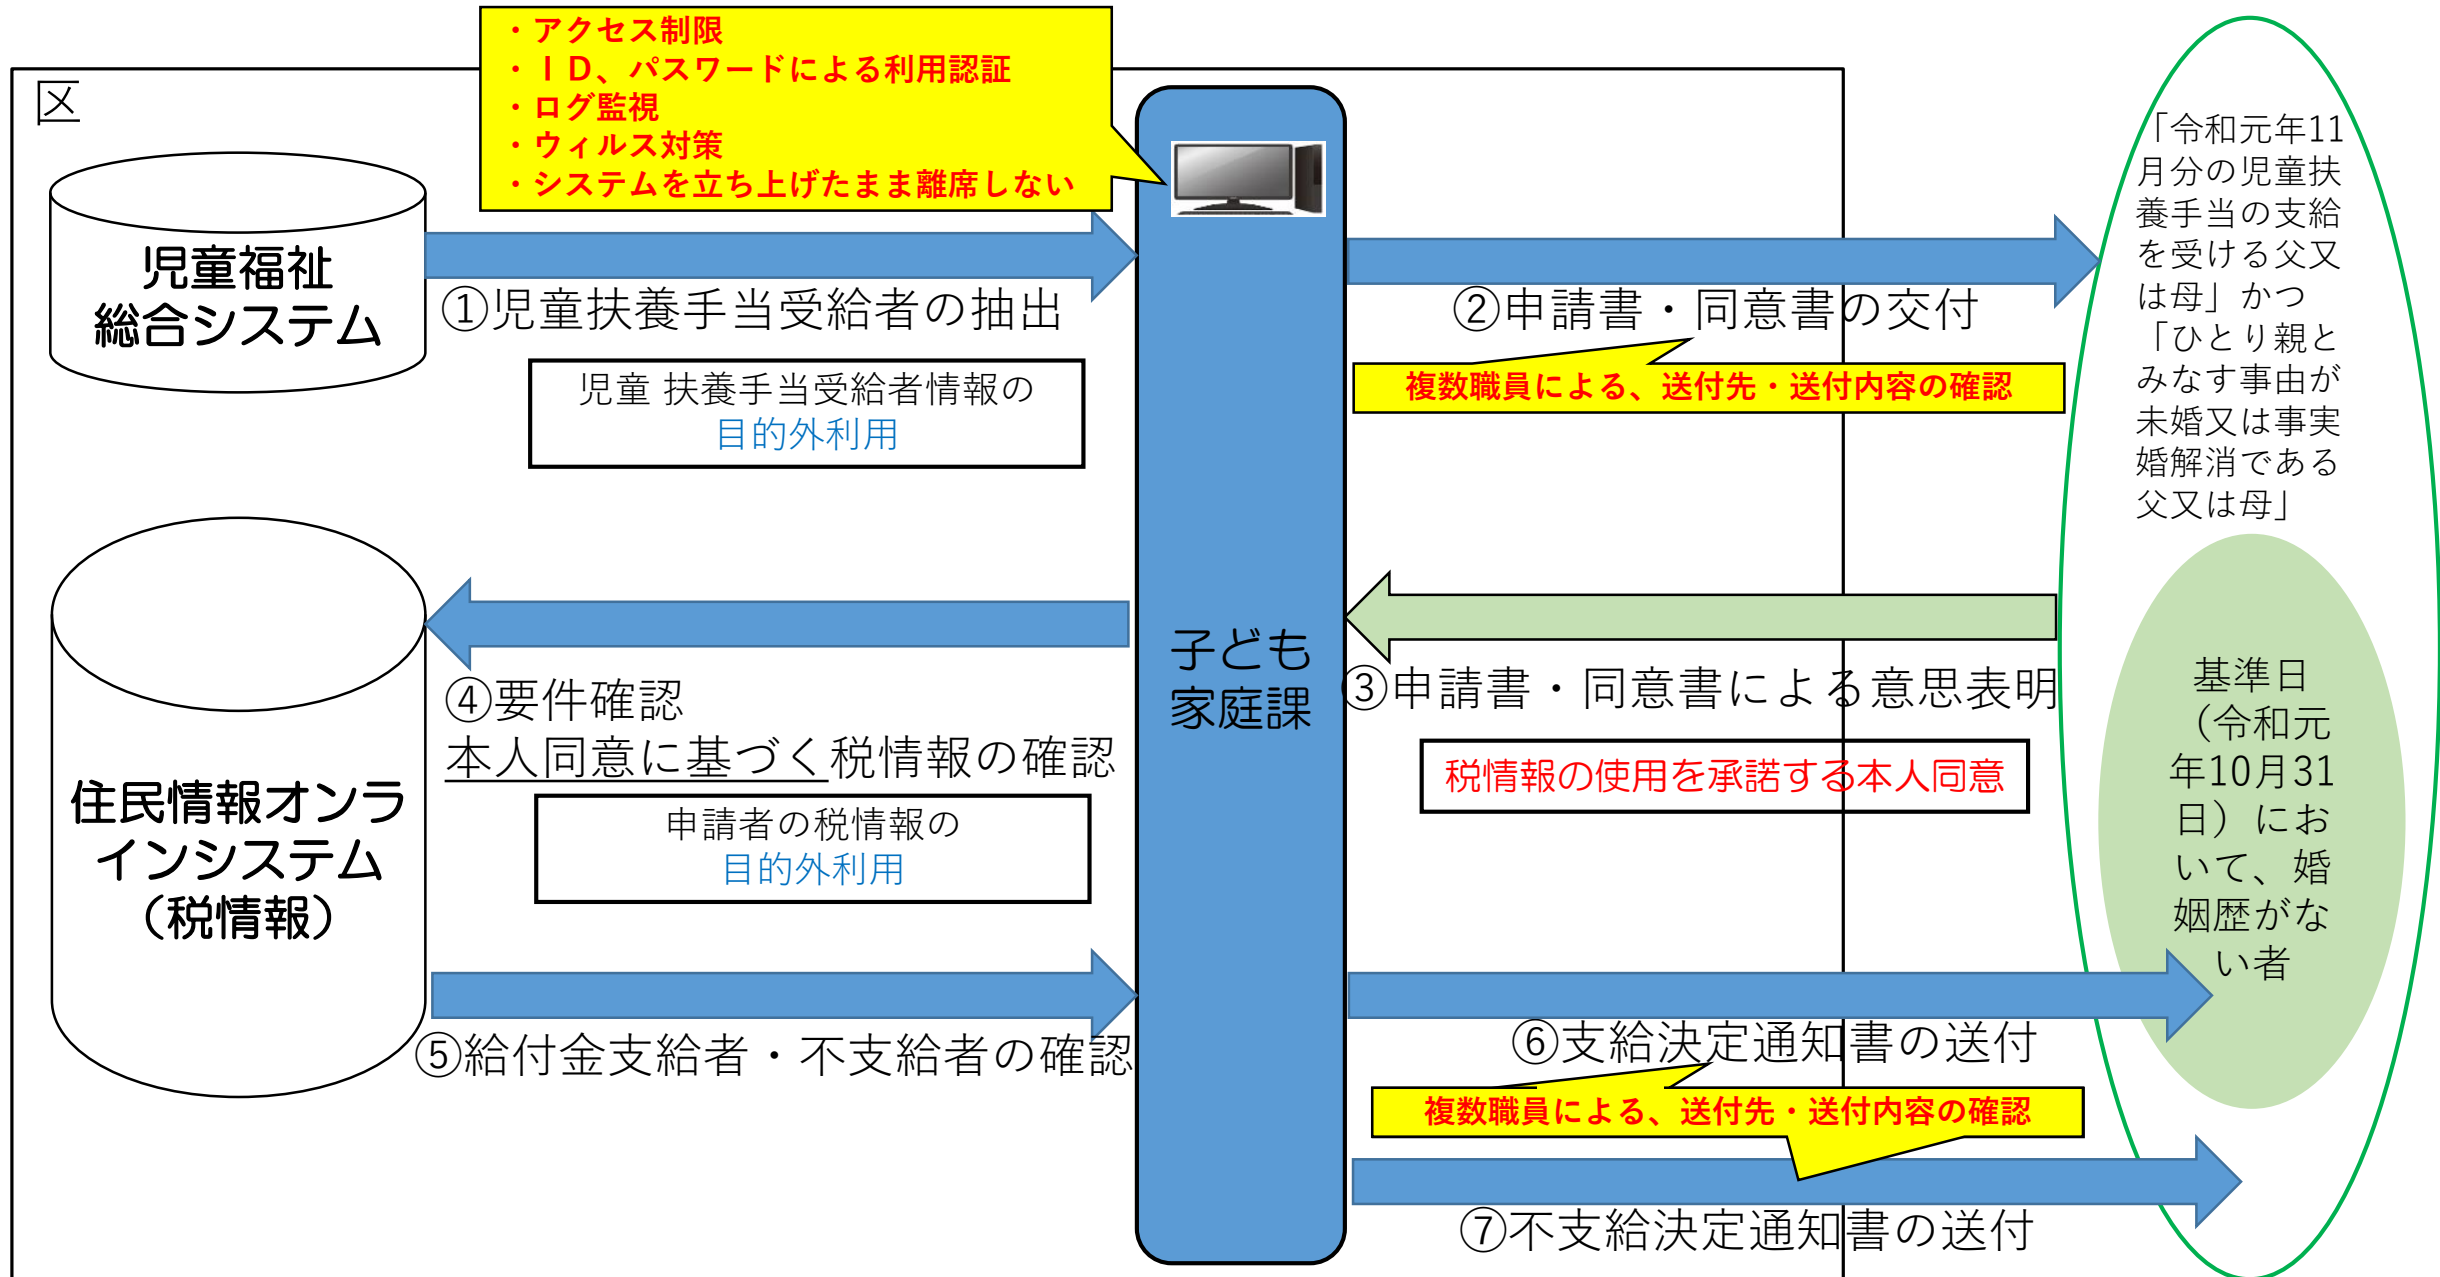 ・アクセス制限
・ＩＤ、パスワードによる利用認証
・ログ監視
・ウィルス対策
・システムを立ち上げたまま離席しない
区
児童福祉
総合システム
①児童扶養手当受給者の抽出
児童 扶養手当受給者情報の
目的外利用
②申請書・同意書の交付
複数職員による、送付先・送付内容の確認
「令和元年11
月分の児童扶
養手当の支給
を受ける父又
は母」かつ
「ひとり親と
みなす事由が
未婚又は事実
婚解消である
父又は母」
子ども
家庭課
③申請書・同意書による意思表明
税情報の使用を承諾する本人同意
基準日
（令和元
年10月31
日）にお
いて、婚
姻歴がな
い者
住民情報オンラ
インシステム
（税情報）
④要件確認
本人同意に基づく税情報の確認
申請者の税情報の
目的外利用
⑤給付金支給者・不支給者の確認
⑥支給決定通知書の送付
複数職員による、送付先・送付内容の確認
⑦不支給決定通知書の送付